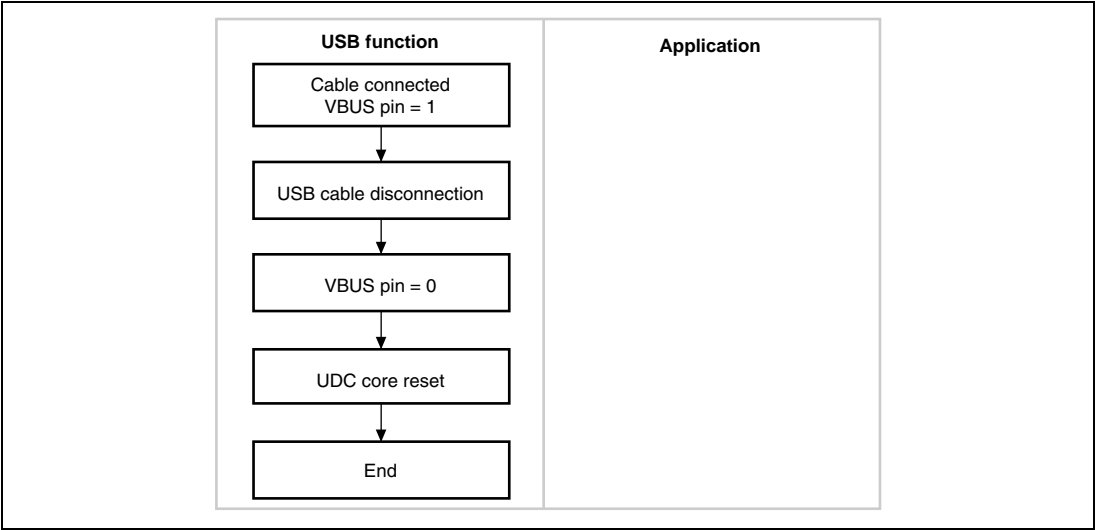 USB function
Application
Cable connected
VBUS pin = 1
USB cable disconnection
VBUS pin = 0
UDC core reset
End